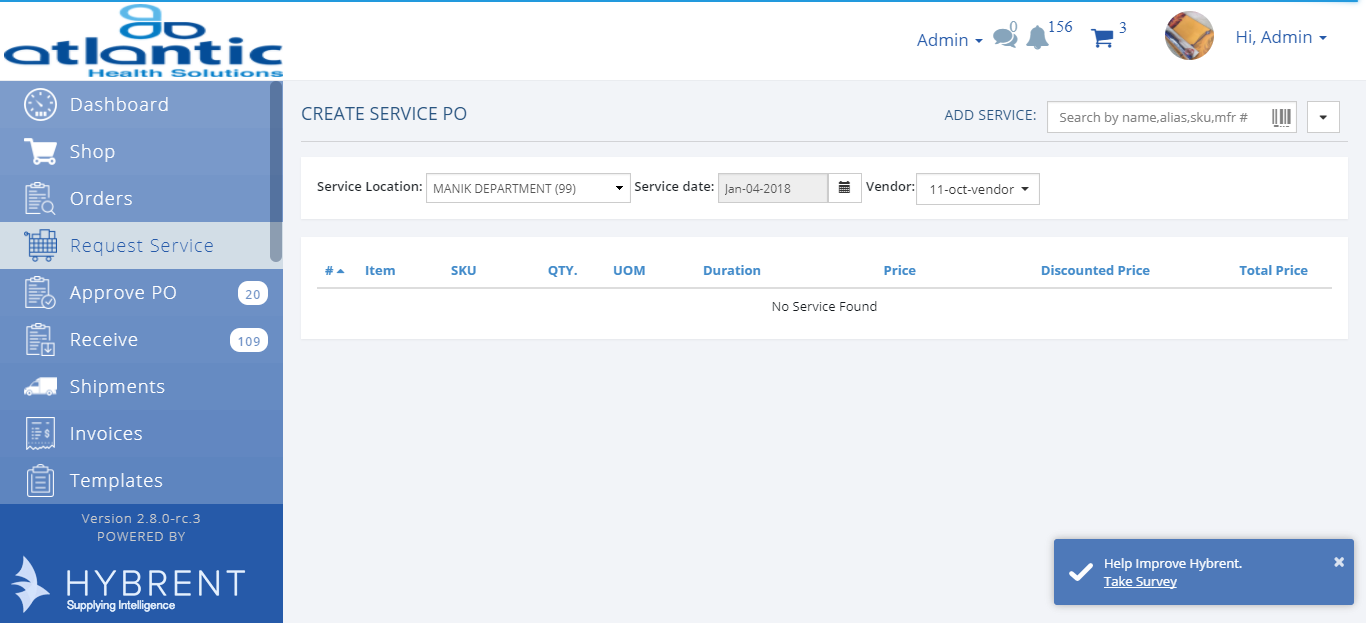 atlantic
Health Solutions
Admin 0 156 3 Hi, Admin
Dashboard
Shop
Orders
Request Service
Approve PO 20
Receive 109
Shipments
Invoices
Templates
Version 2.8.0-rc.3
POWERED BY
HYBRENT
Supplying Intelligence
CREATE SERVICE PO ADD SERVICE: Search by name,alias,sku,mfr #
Service Location: MANIK DEPARTMENT (99) Service date: Jan-04-2018 Vendor: 11-oct-vendor
# Item SKU QTY. UOM Duration Price Discounted Price Total Price
No Service Found
Help Improve Hybrent.
Take Survey